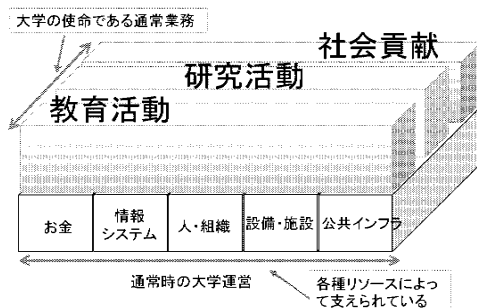 大学の使命である通常業務
社会貢献
研究活動
教育活動
お金
情報
システム
人・組織
設備・施設
公共インフラ
通常時の大学運営
各種リソースによっ
て支えられている